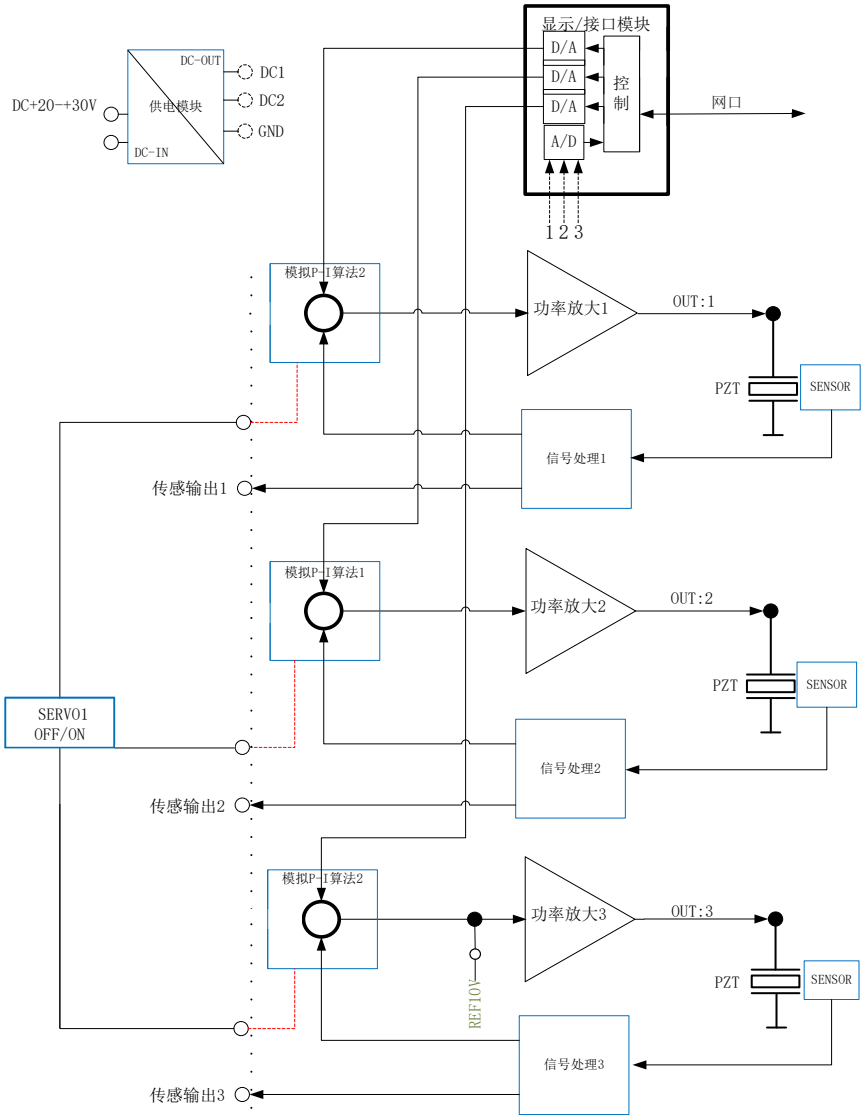 显示/接口模块
D/A
D/A
D/A
A/D
控
制
网口
1 2 3
DC-OUT
DC1
DC2
GND
DC+20-+30V
供电模块
DC-IN
模拟P-I算法2
功率放大1
OUT:1
PZT
SENSOR
信号处理1
传感输出1
模拟P-I算法1
功率放大2
OUT:2
PZT
SENSOR
SERVO1
OFF/ON
信号处理2
传感输出2
模拟P-I算法2
功率放大3
OUT:3
PZT
SENSOR
REF10V
信号处理3
传感输出3